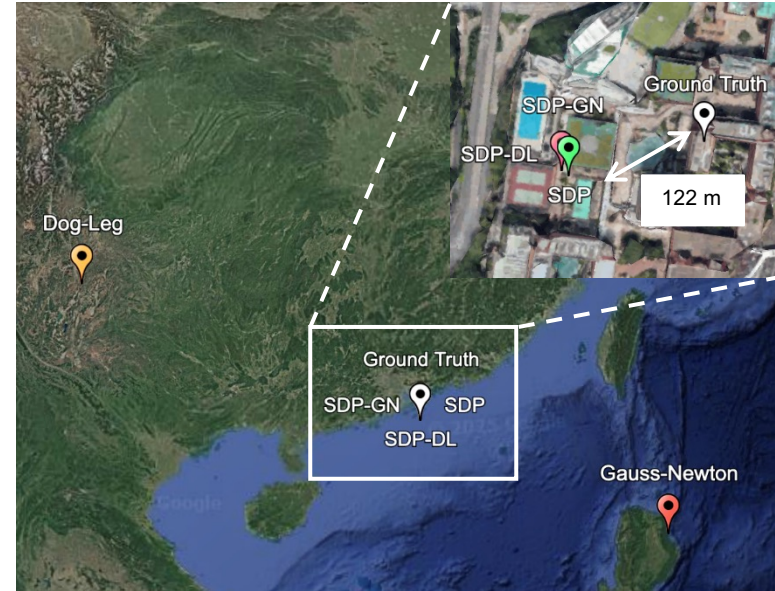 Ground Truth
SDP-GN
SDP-DL
SDP
122 m
Dog-Leg
Ground Truth
SDP-GN
SDP
SDP-DL
Gauss-Newton
Google